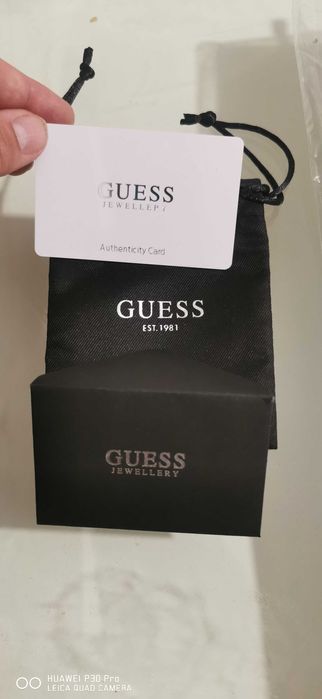 GUESS
JEWELLERY
Authenticity Card
GUESS
EST. 1981
GUESS
JEWELLERY
HUAWEI P30 Pro
LEICA QUAD CAMERA